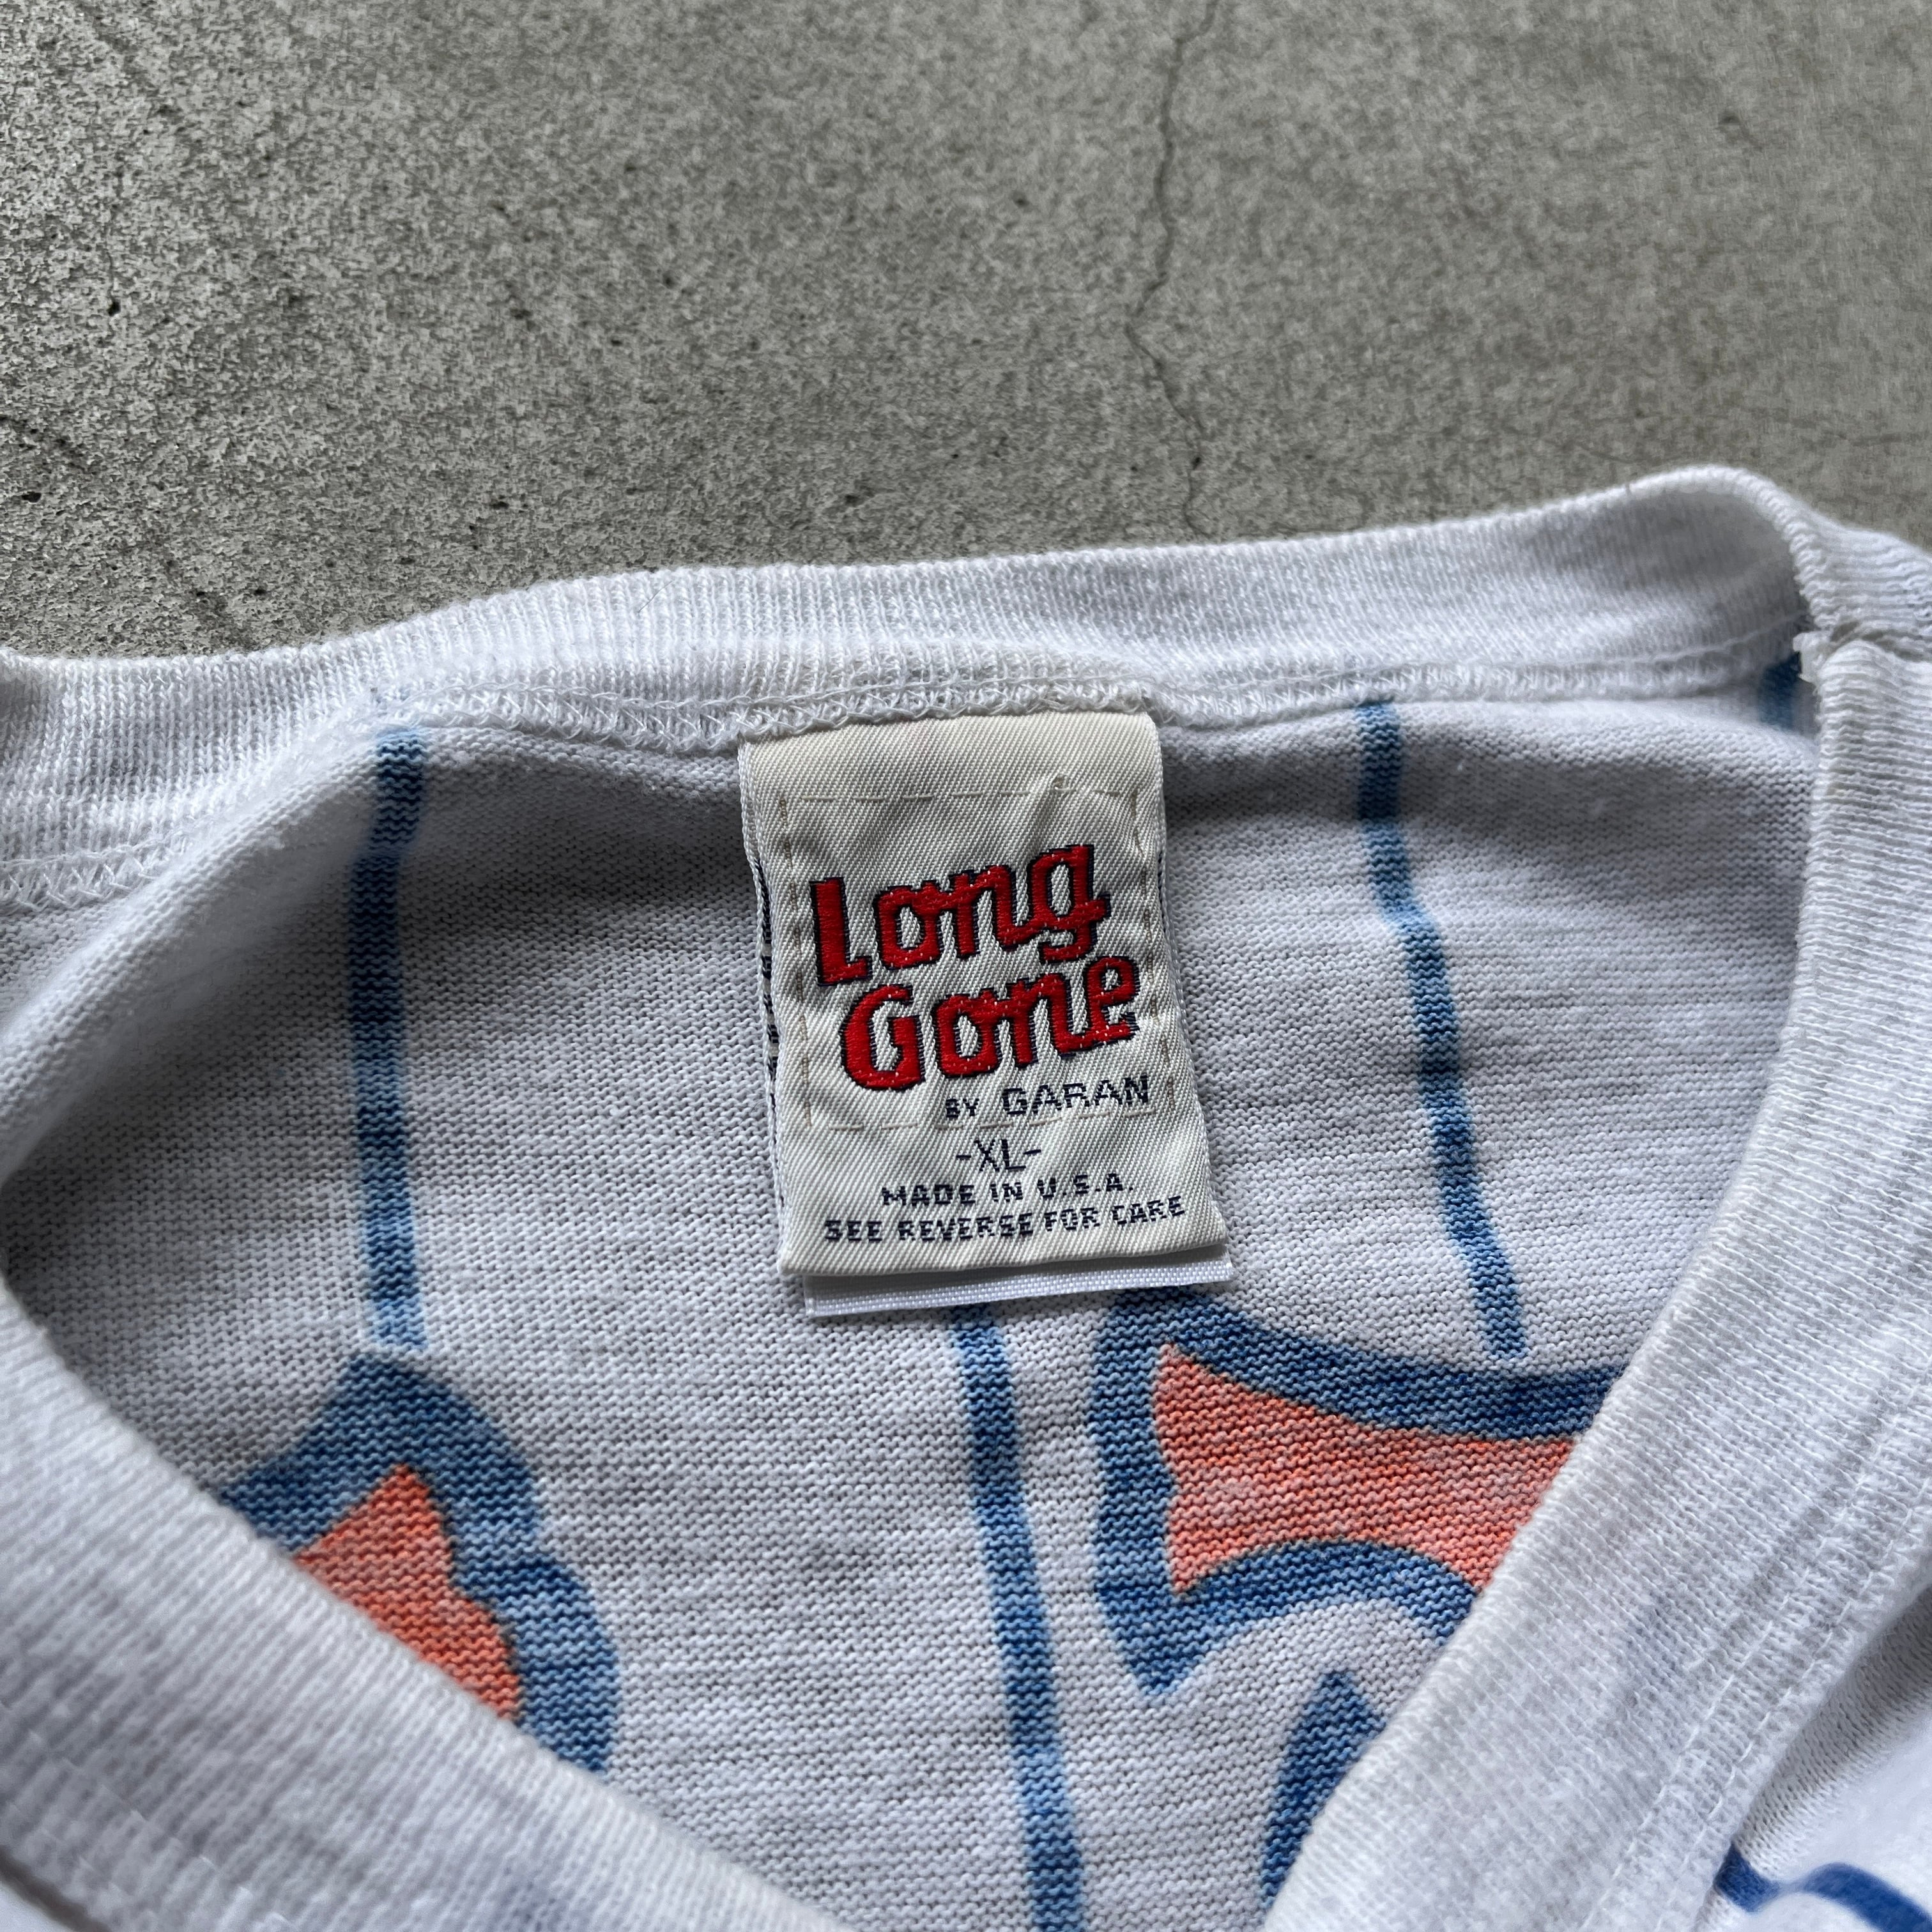 Long
Gone
BY GARAN
-XL-
MADE IN U.S.A.
SEE REVERSE FOR CARE